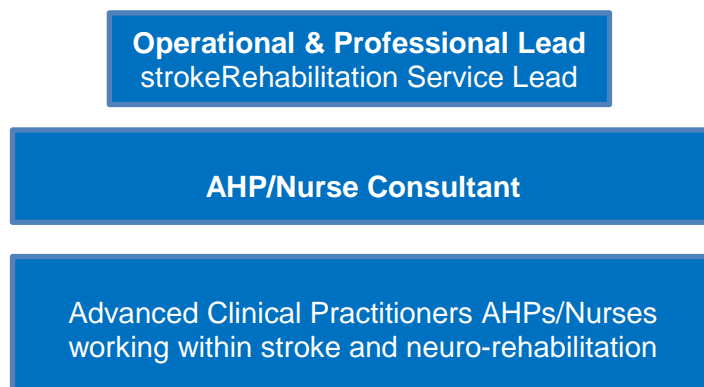 Operational & Professional Lead
strokeRehabilitation Service Lead
AHP/Nurse Consultant
Advanced Clinical Practitioners AHPs/Nurses
working within stroke and neuro-rehabilitation